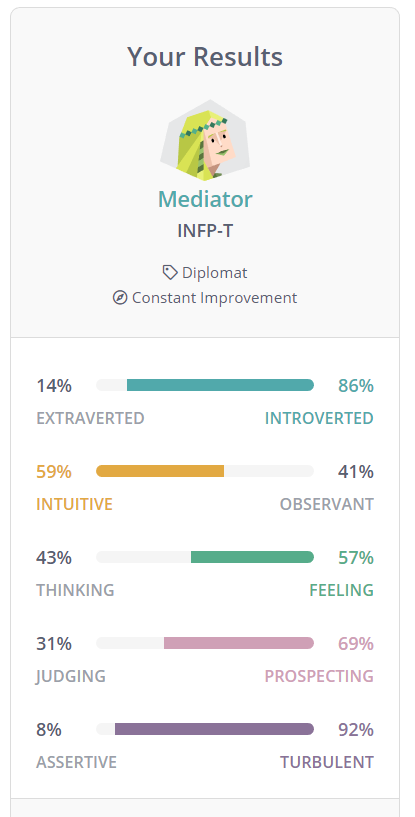 Your Results
Mediator
INFP-T
Diplomat
Constant Improvement
14% 86%
EXTRAVERTED INTROVERTED
59% 41%
INTUITIVE OBSERVANT
43% 57%
THINKING FEELING
31% 69%
JUDGING PROSPECTING
8% 92%
ASSERTIVE TURBULENT